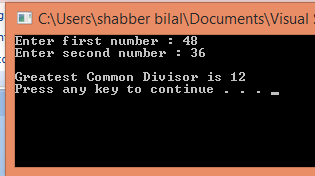 C:\Users\shabber bilal\Documents\Visual S
Enter first number : 48
Enter second number : 36
Greatest Common Divisor is 12
Press any key to continue . . . _